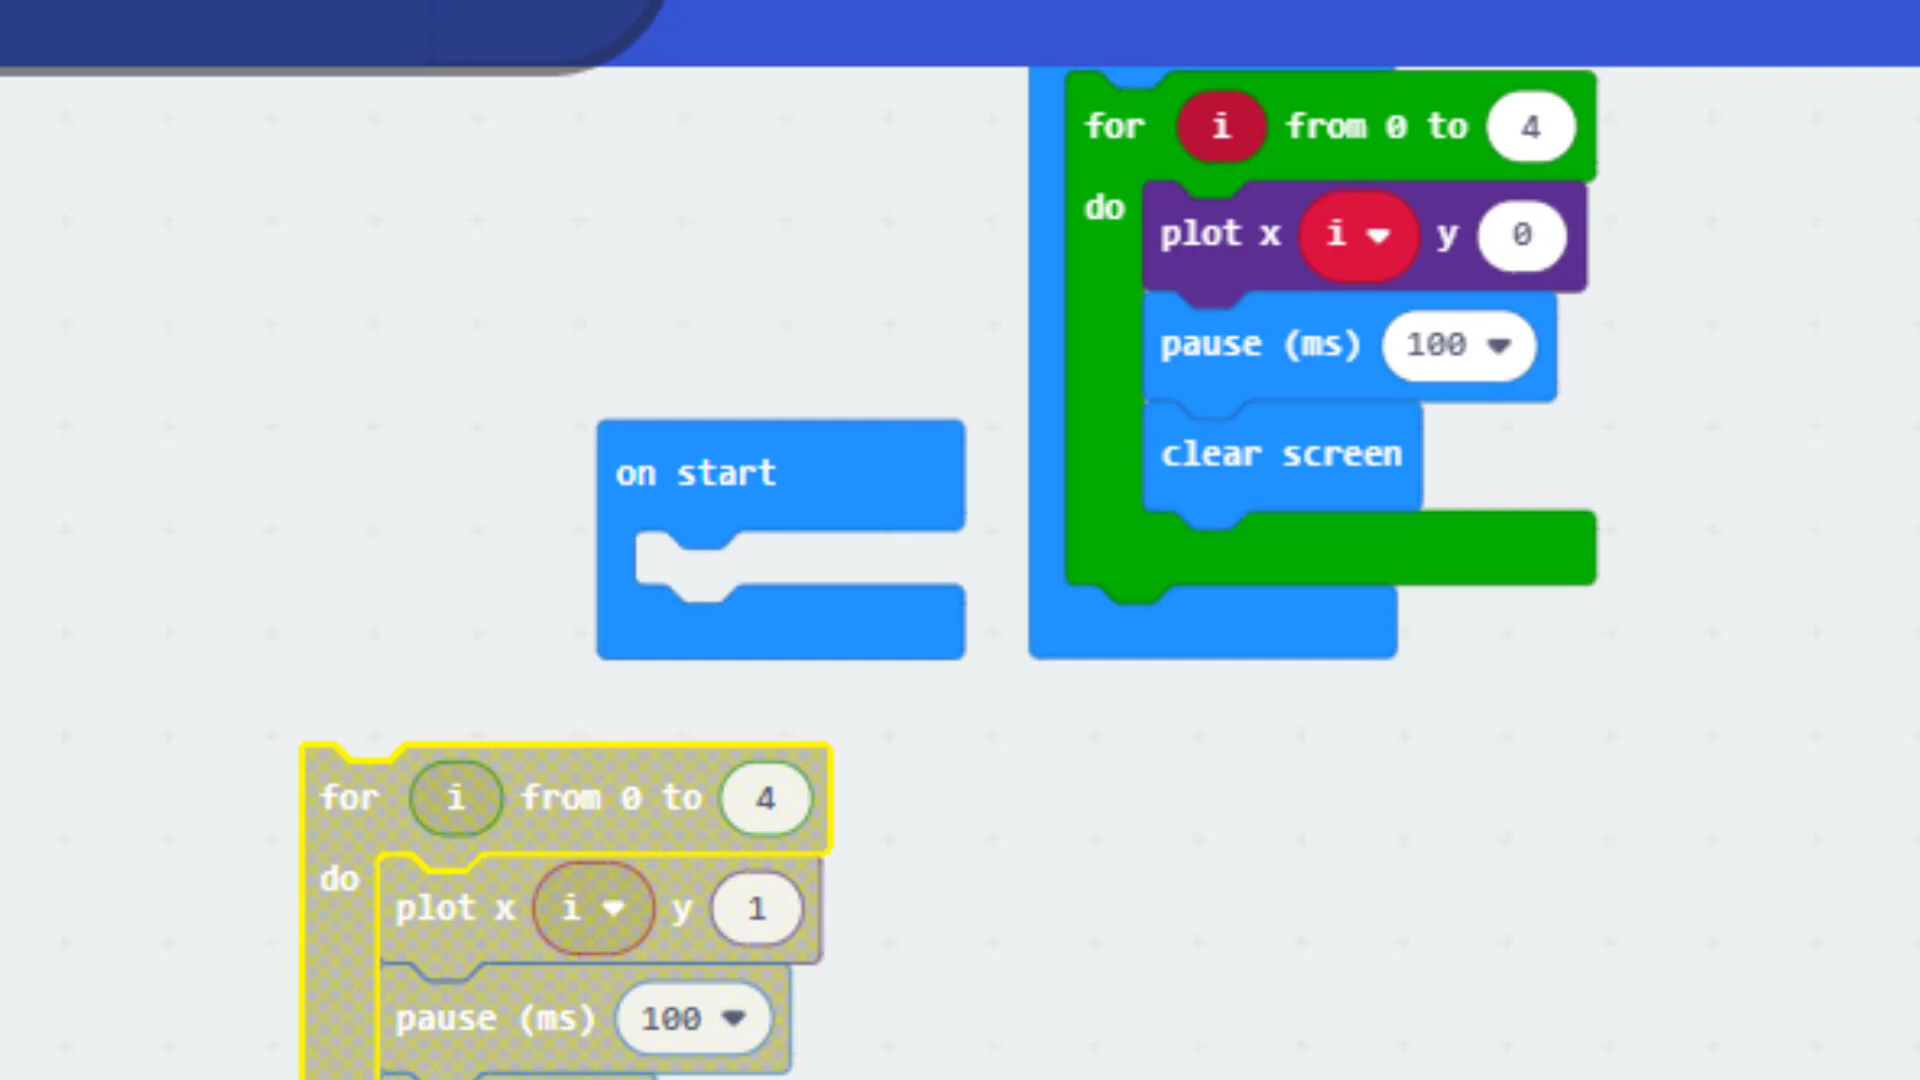 for i from 0 to 4
do
plot x i y 0
pause (ms) 100
clear screen
on start
for i from 0 to 4
do
plot x i y 1
pause (ms) 100